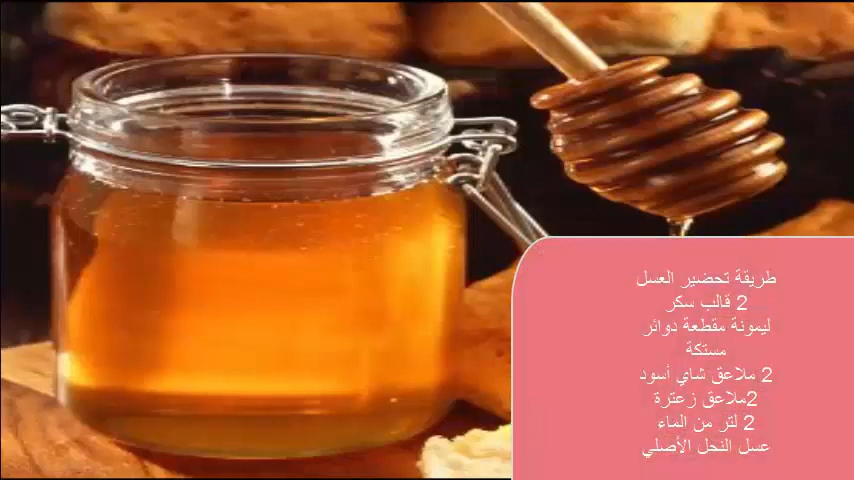 طريقة تحضير العسل
2 قالب سكر
ليمونة مقطعة دوائر
مستكة
2 ملاعق شاي أسود
2ملاعق زعترة
2 لتر من الماء
عسل النحل الأصلي